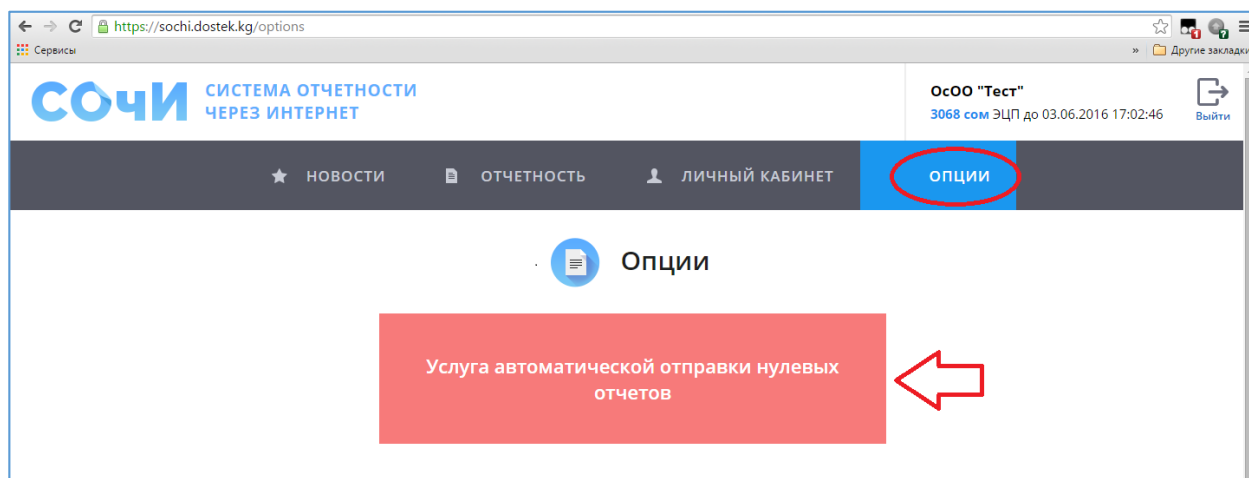 https://sochi.dostek.kg/options
Сервисы
» Другие закладки
СОчИ СИСТЕМА ОТЧЕТНОСТИ
ЧЕРЕЗ ИНТЕРНЕТ
ОсОО "Тест"
3068 сом ЭЦП до 03.06.2016 17:02:46
Выйти
НОВОСТИ ОТЧЕТНОСТЬ ЛИЧНЫЙ КАБИНЕТ ОПЦИИ
Опции
Услуга автоматической отправки нулевых
отчетов